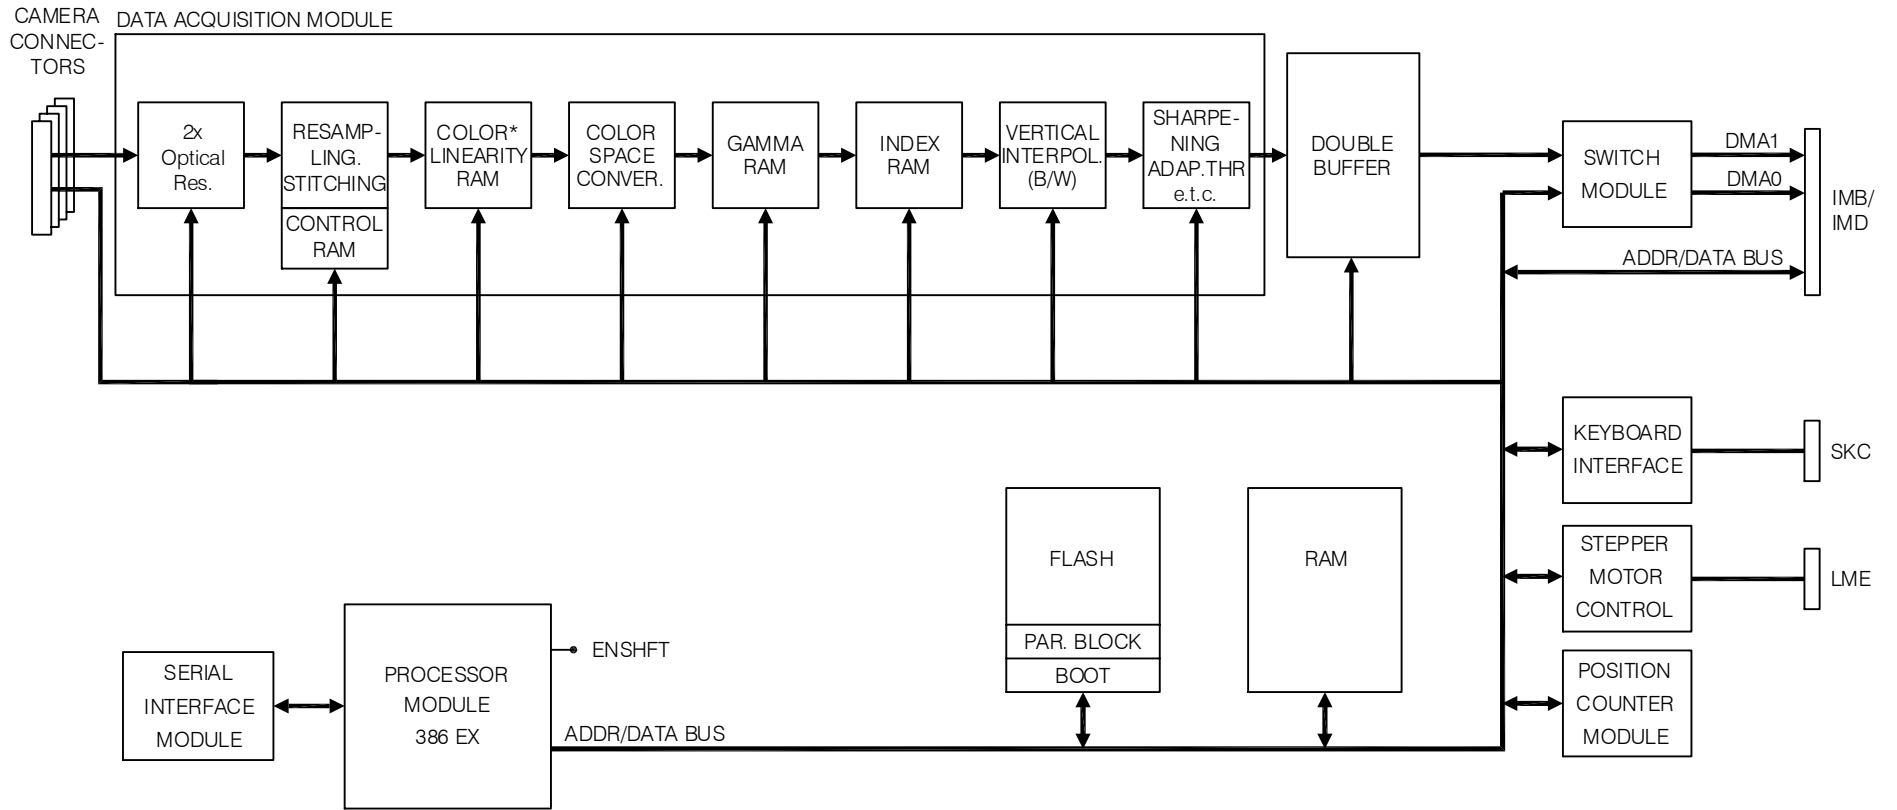 CAMERA
CONNEC-
TORS
DATA ACQUISITION MODULE
2x
Optical
Res.
RESAMP-
LING.
STITCHING
CONTROL
RAM
COLOR*
LINEARITY
RAM
COLOR
SPACE
CONVER.
GAMMA
RAM
INDEX
RAM
VERTICAL
INTERPOL.
(B/W)
SHARPE-
NING
ADAP.THR
e.t.c.
DOUBLE
BUFFER
SWITCH
MODULE
DMA1
DMA0
ADDR/DATA BUS
IMB/
IMD
KEYBOARD
INTERFACE
SKC
STEPPER
MOTOR
CONTROL
LME
POSITION
COUNTER
MODULE
FLASH
PAR. BLOCK
BOOT
RAM
SERIAL
INTERFACE
MODULE
PROCESSOR
MODULE
386 EX
ENSHFT
ADDR/DATA BUS